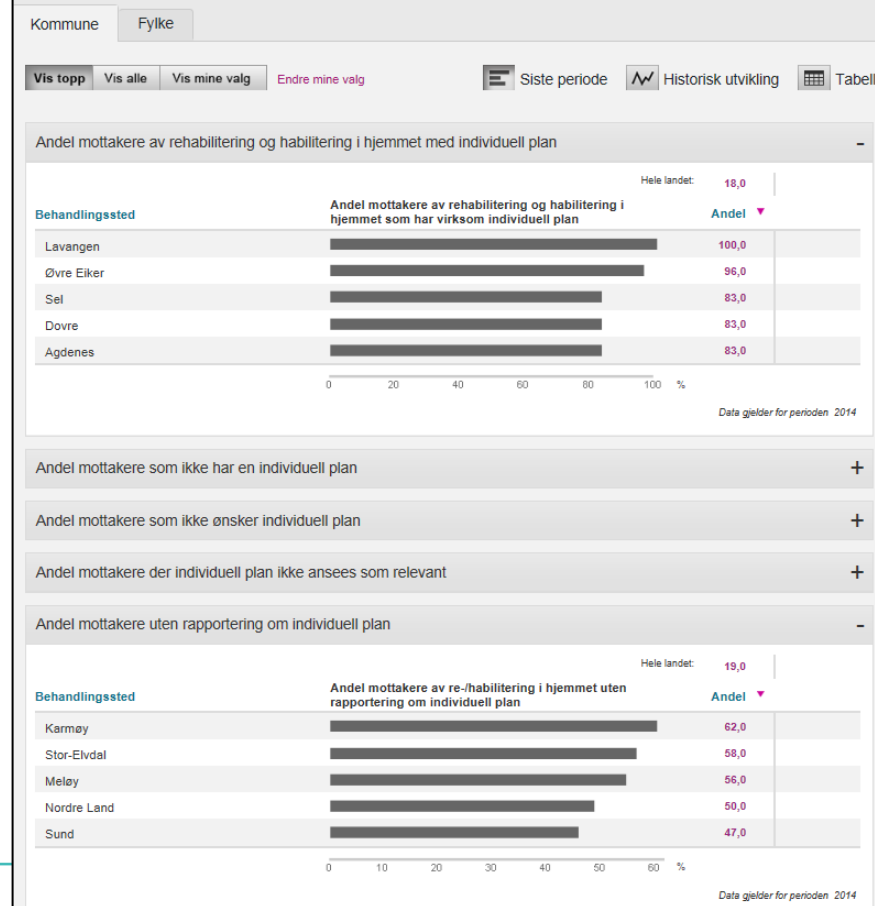 Kommune Fylke
Vis topp Vis alle Vis mine valg Endre mine valg Siste periode Historisk utvikling Tabell
Andel mottakere av rehabilitering og habilitering i hjemmet med individuell plan -
Hele landet: 18,0
Behandlingssted Andel mottakere av rehabilitering og habilitering i hjemmet som har virksom individuell plan Andel
Lavangen 100,0
Øvre Eiker 96,0
Sel 83,0
Dovre 83,0
Agdenes 83,0
0 20 40 60 80 100 %
Data gjelder for perioden 2014
Andel mottakere som ikke har en individuell plan +
Andel mottakere som ikke ønsker individuell plan +
Andel mottakere der individuell plan ikke ansees som relevant +
Andel mottakere uten rapportering om individuell plan -
Hele landet: 19,0
Behandlingssted Andel mottakere av re-/habilitering i hjemmet uten rapportering om individuell plan Andel
Karmøy 62,0
Stor-Elvdal 58,0
Meløy 56,0
Nordre Land 50,0
Sund 47,0
0 10 20 30 40 50 60 %
Data gjelder for perioden 2014